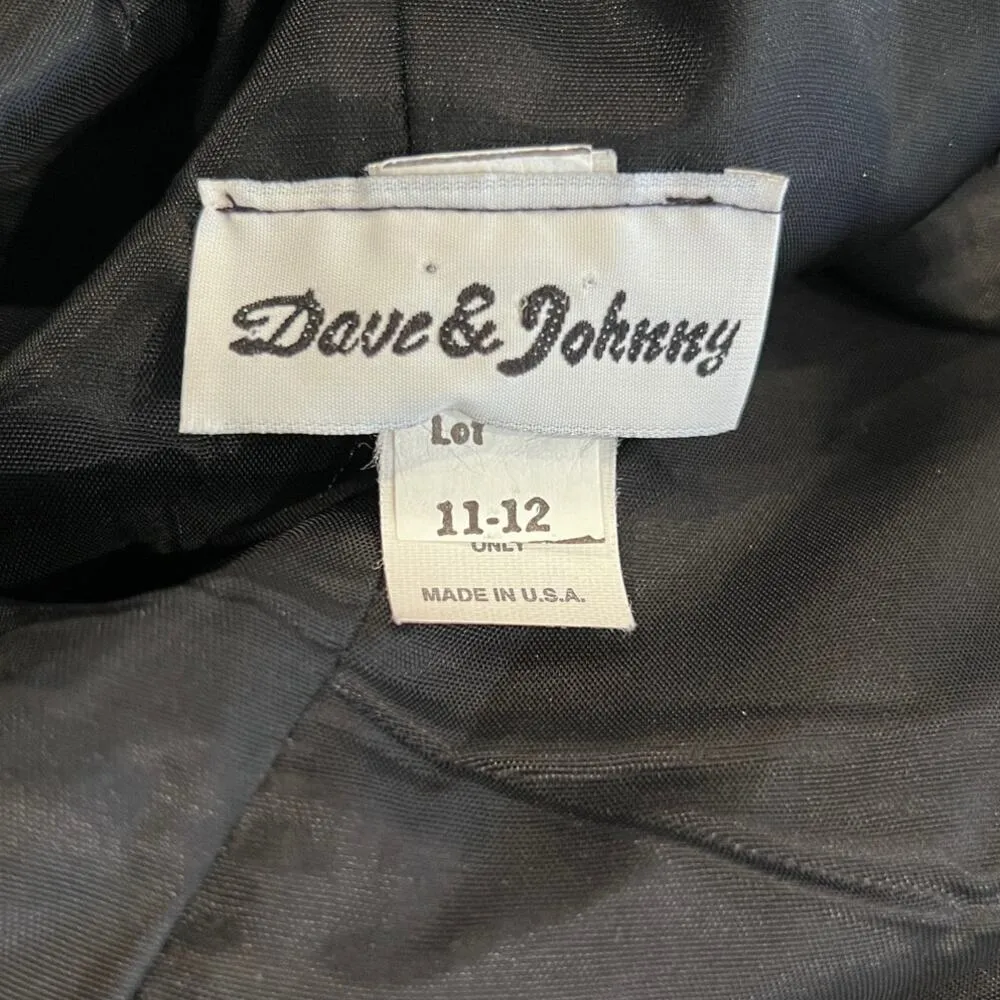 Dave & Johnny
Lot
11-12
ONLY
MADE IN U.S.A.